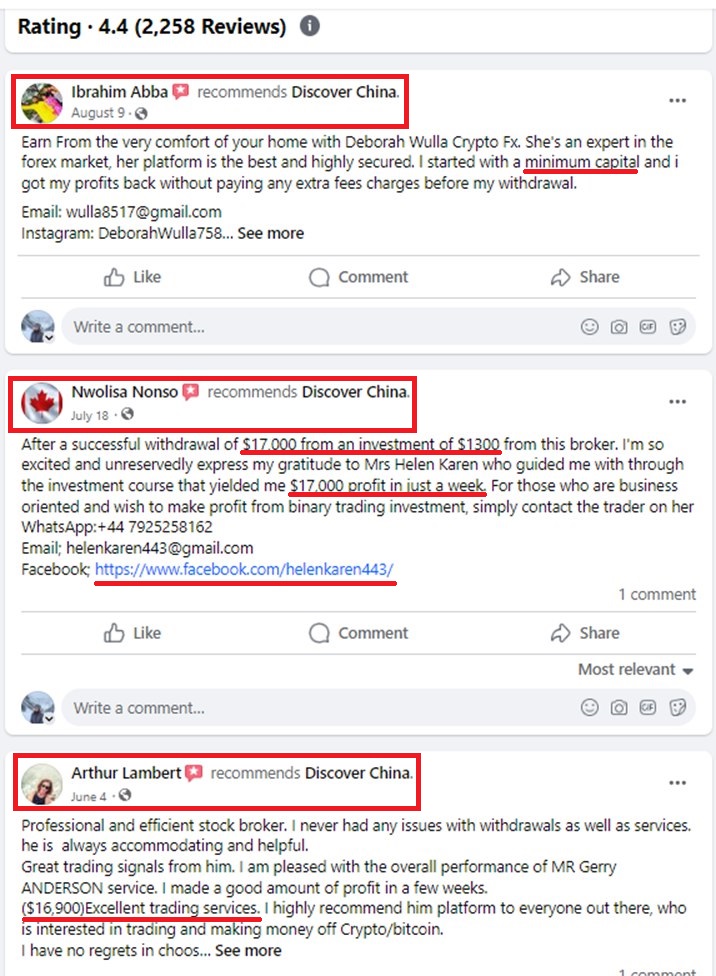 Rating · 4.4 (2,258 Reviews)
Ibrahim Abba recommends Discover China.
August 9 ·
Earn From the very comfort of your home with Deborah Wulla Crypto Fx. She's an expert in the
forex market, her platform is the best and highly secured. I started with a minimum capital and i
got my profits back without paying any extra fees charges before my withdrawal.
Email: wulla8517@gmail.com
Instagram: DeborahWulla758... See more
Like Comment Share
Write a comment...
GIF
Nwolisa Nonso recommends Discover China.
July 18 ·
After a successful withdrawal of $17,000 from an investment of $1300 from this broker. I'm so
excited and unreservedly express my gratitude to Mrs Helen Karen who guided me with through
the investment course that yielded me $17,000 profit in just a week. For those who are business
oriented and wish to make profit from binary trading investment, simply contact the trader on her
WhatsApp:+44 7925258162
Email; helenkaren443@gmail.com
Facebook; https://www.facebook.com/helenkaren443/
1 comment
Like Comment Share
Most relevant
Write a comment...
GIF
Arthur Lambert recommends Discover China.
June 4 ·
Professional and efficient stock broker. I never had any issues with withdrawals as well as services.
he is always accommodating and helpful.
Great trading signals from him. I am pleased with the overall performance of MR Gerry
ANDERSON service. I made a good amount of profit in a few weeks.
($16,900)Excellent trading services. I highly recommend him platform to everyone out there, who
is interested in trading and making money off Crypto/bitcoin.
I have no regrets in choos... See more
1 comment